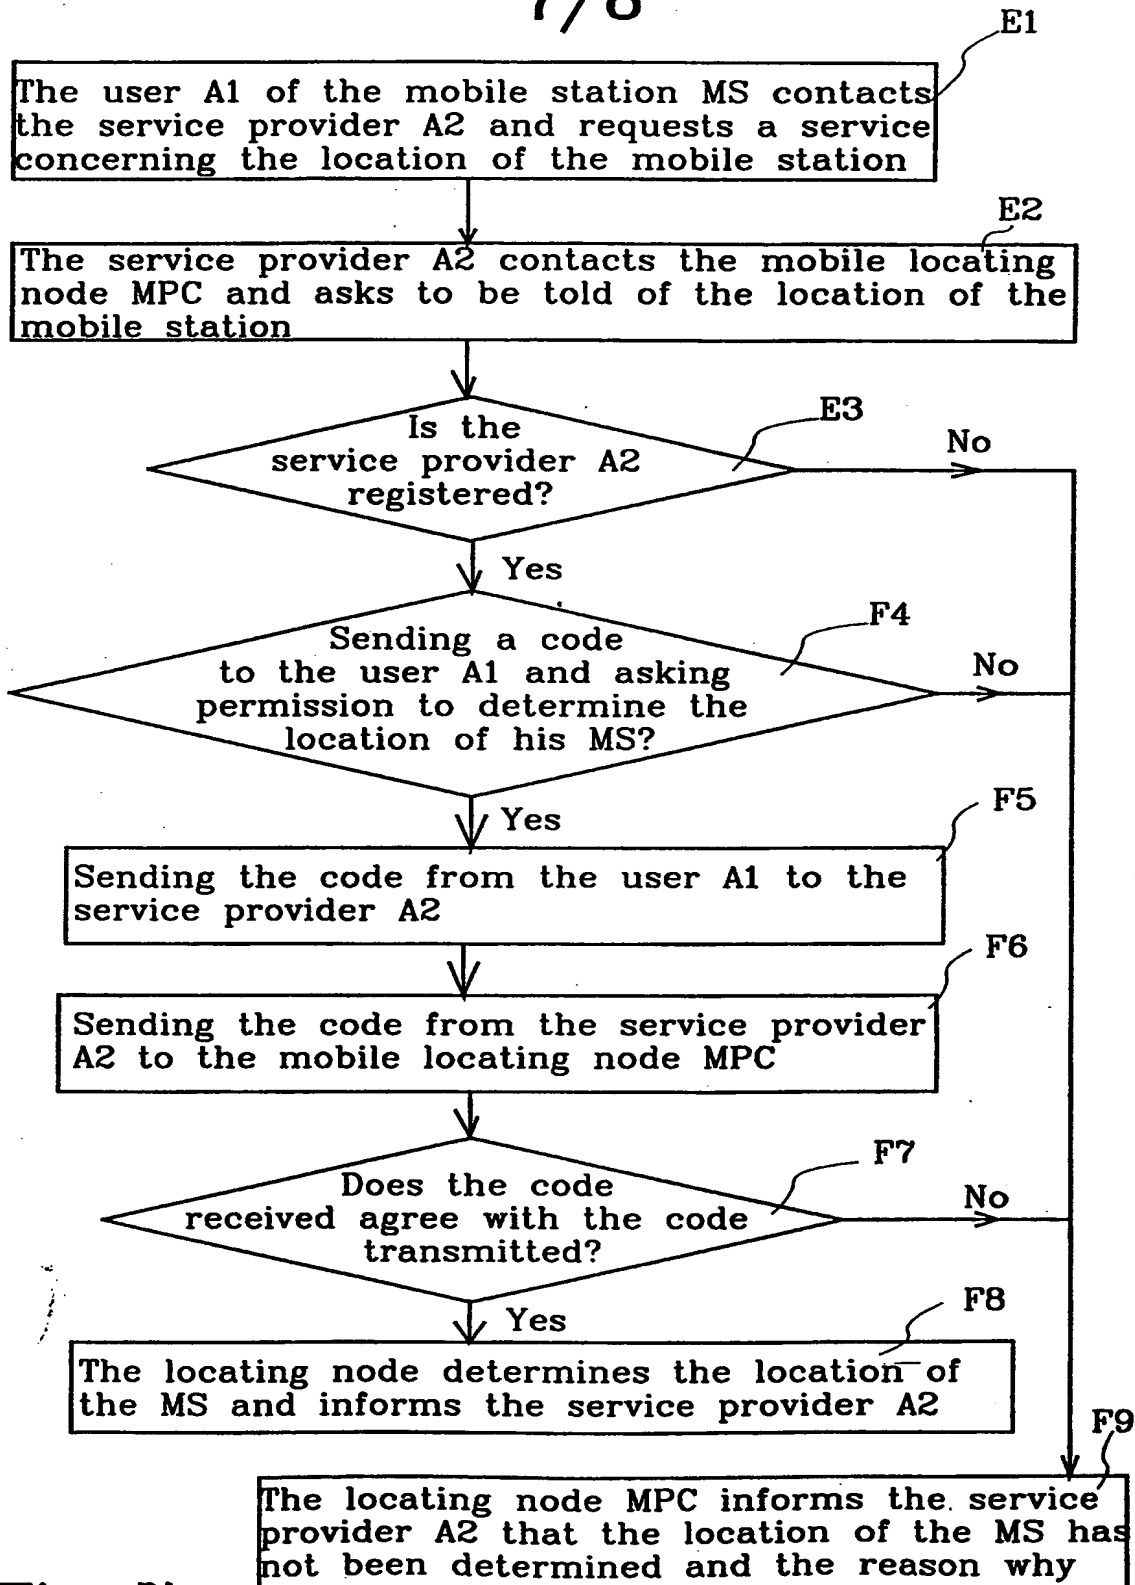 7/8
E1
The user A1 of the mobile station MS contacts
the service provider A2 and requests a service
concerning the location of the mobile station
E2
The service provider A2 contacts the mobile locating
node MPC and asks to be told of the location of the
mobile station
E3
Is the
service provider A2
registered?
No
Yes
F4
Sending a code
to the user A1 and asking
permission to determine the
location of his MS?
No
Yes
F5
Sending the code from the user A1 to the
service provider A2
F6
Sending the code from the service provider
A2 to the mobile locating node MPC
F7
Does the code
received agree with the code
transmitted?
No
Yes
F8
The locating node determines the location of
the MS and informs the service provider A2
F9
The locating node MPC informs the service
provider A2 that the location of the MS has
not been determined and the reason why